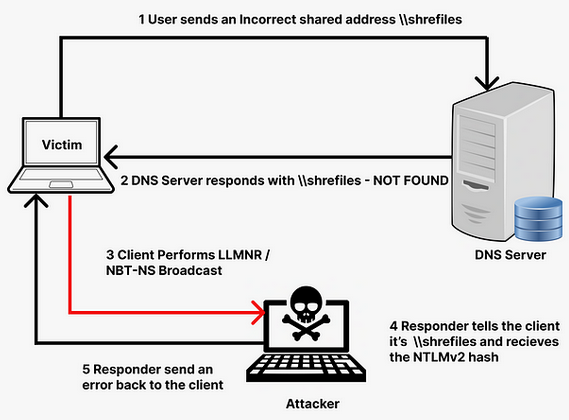 1 User sends an Incorrect shared address \\shrefiles
Victim
2 DNS Server responds with \\shrefiles - NOT FOUND
DNS Server
3 Client Performs LLMNR /
NBT-NS Broadcast
4 Responder tells the client
it's \\shrefiles and recieves
the NTLMv2 hash
5 Responder send an
error back to the client
Attacker